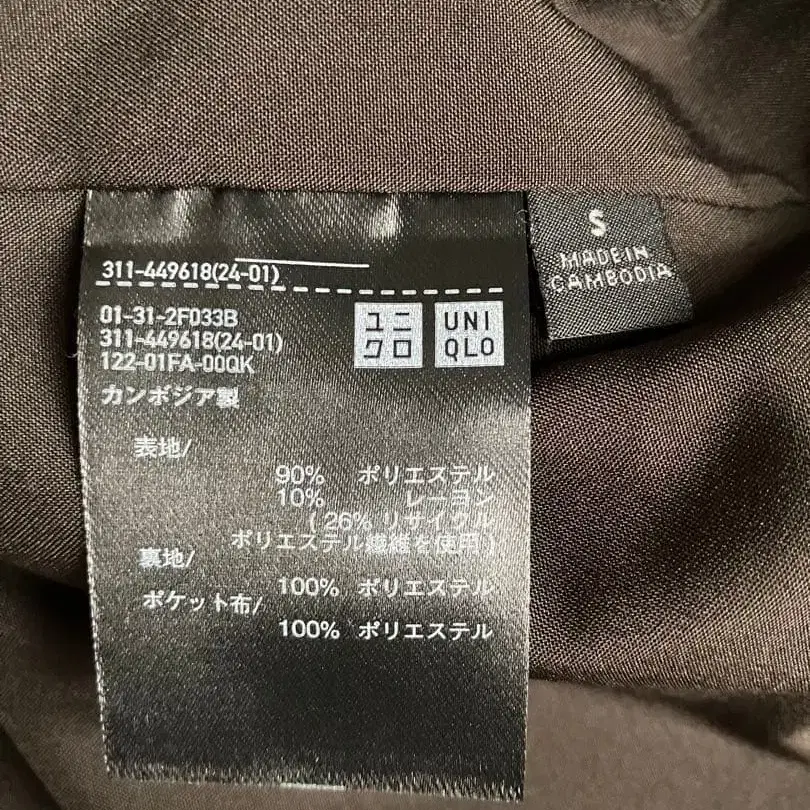 311-449618(24-01)
01-31-2F033B
311-449618(24-01)
122-01FA-00QK
カンボジア製
ユニ
クロ
UNI
QLO
S
MADE IN
CAMBODIA
表地/
90% ポリエステル
10% レーヨン
( 26% リサイクル
ポリエステル繊維を使用 )
裏地/
100% ポリエステル
ポケット布/
100% ポリエステル